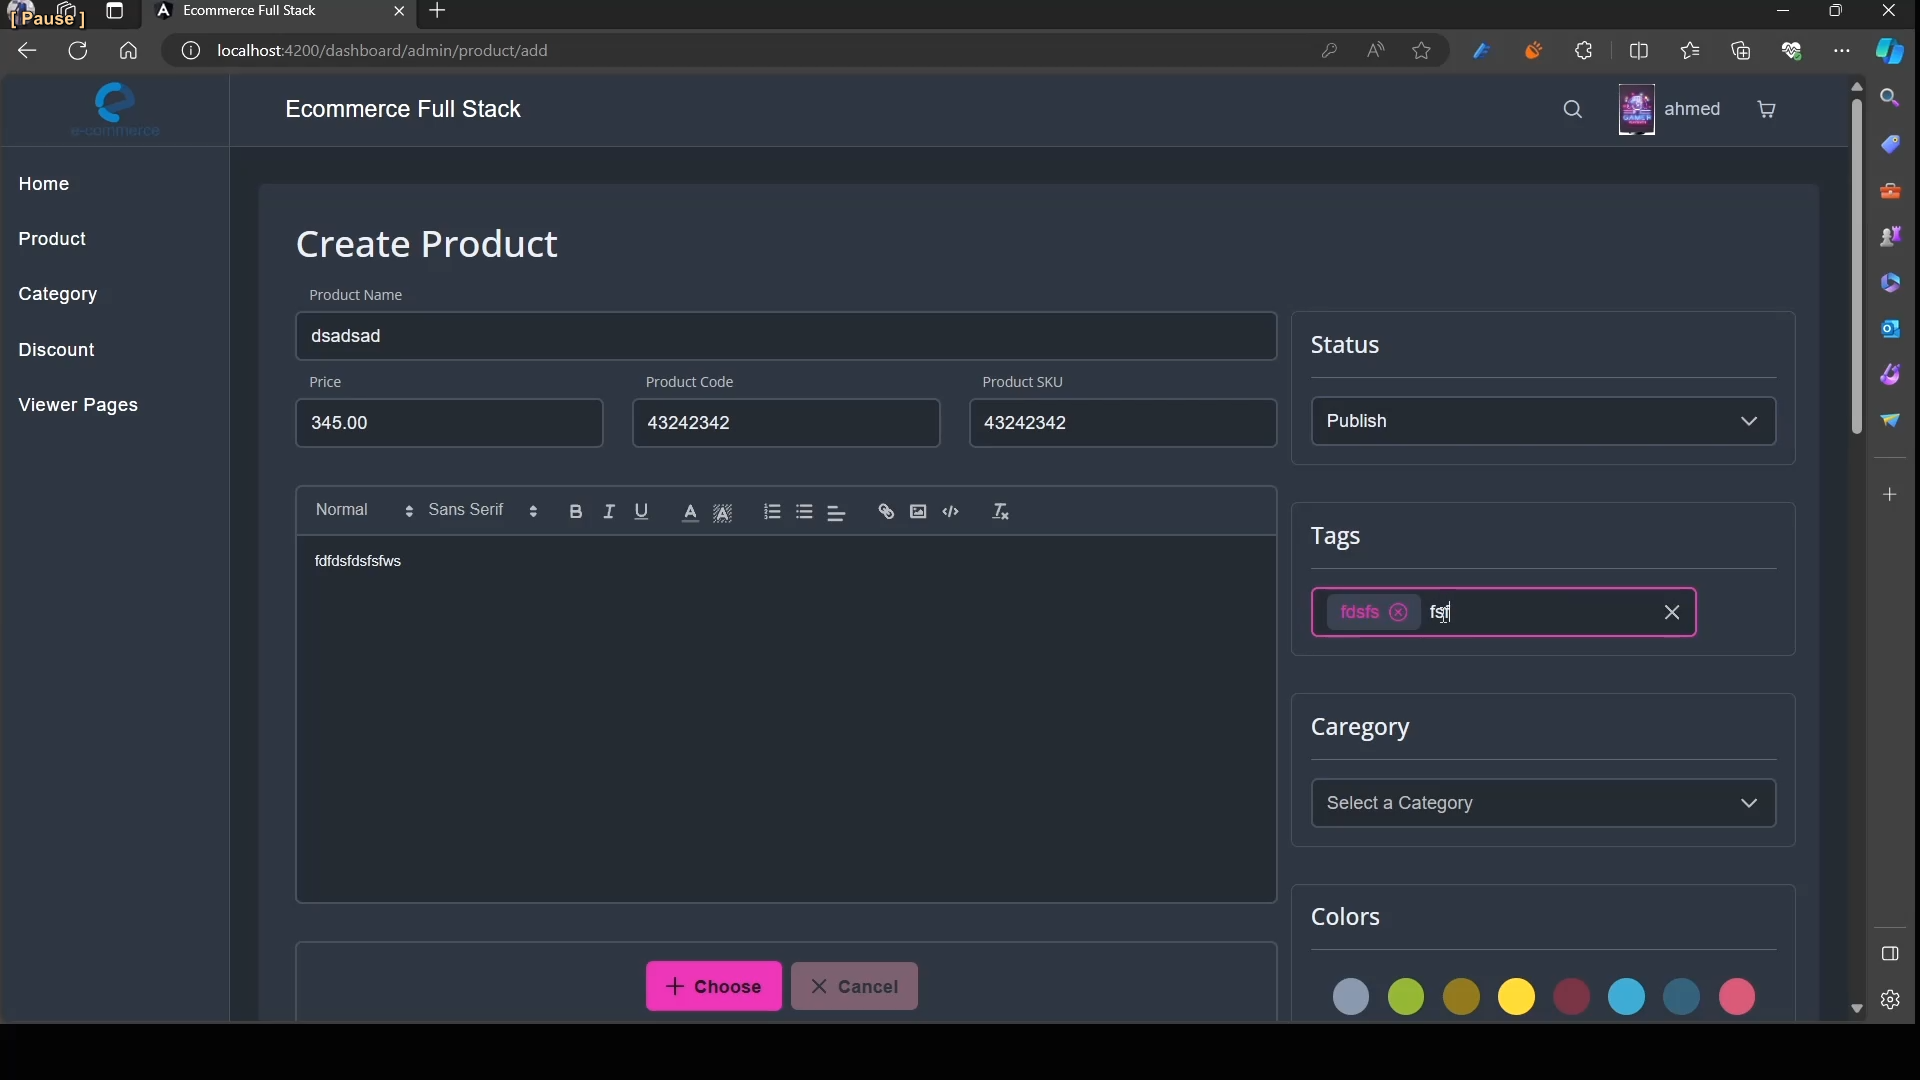 [ Pause ]
Ecommerce Full Stack
localhost:4200/dashboard/admin/product/add
e-commerce
Ecommerce Full Stack
GAMER
ahmed
Home
Product
Category
Discount
Viewer Pages
Create Product
Product Name
dsadsad
Price
Product Code
Product SKU
345.00
43242342
43242342
Normal
Sans Serif
fdfdsfdsfsfws
Choose
Cancel
Status
Publish
Tags
fdsfs
fsf
Caregory
Select a Category
Colors